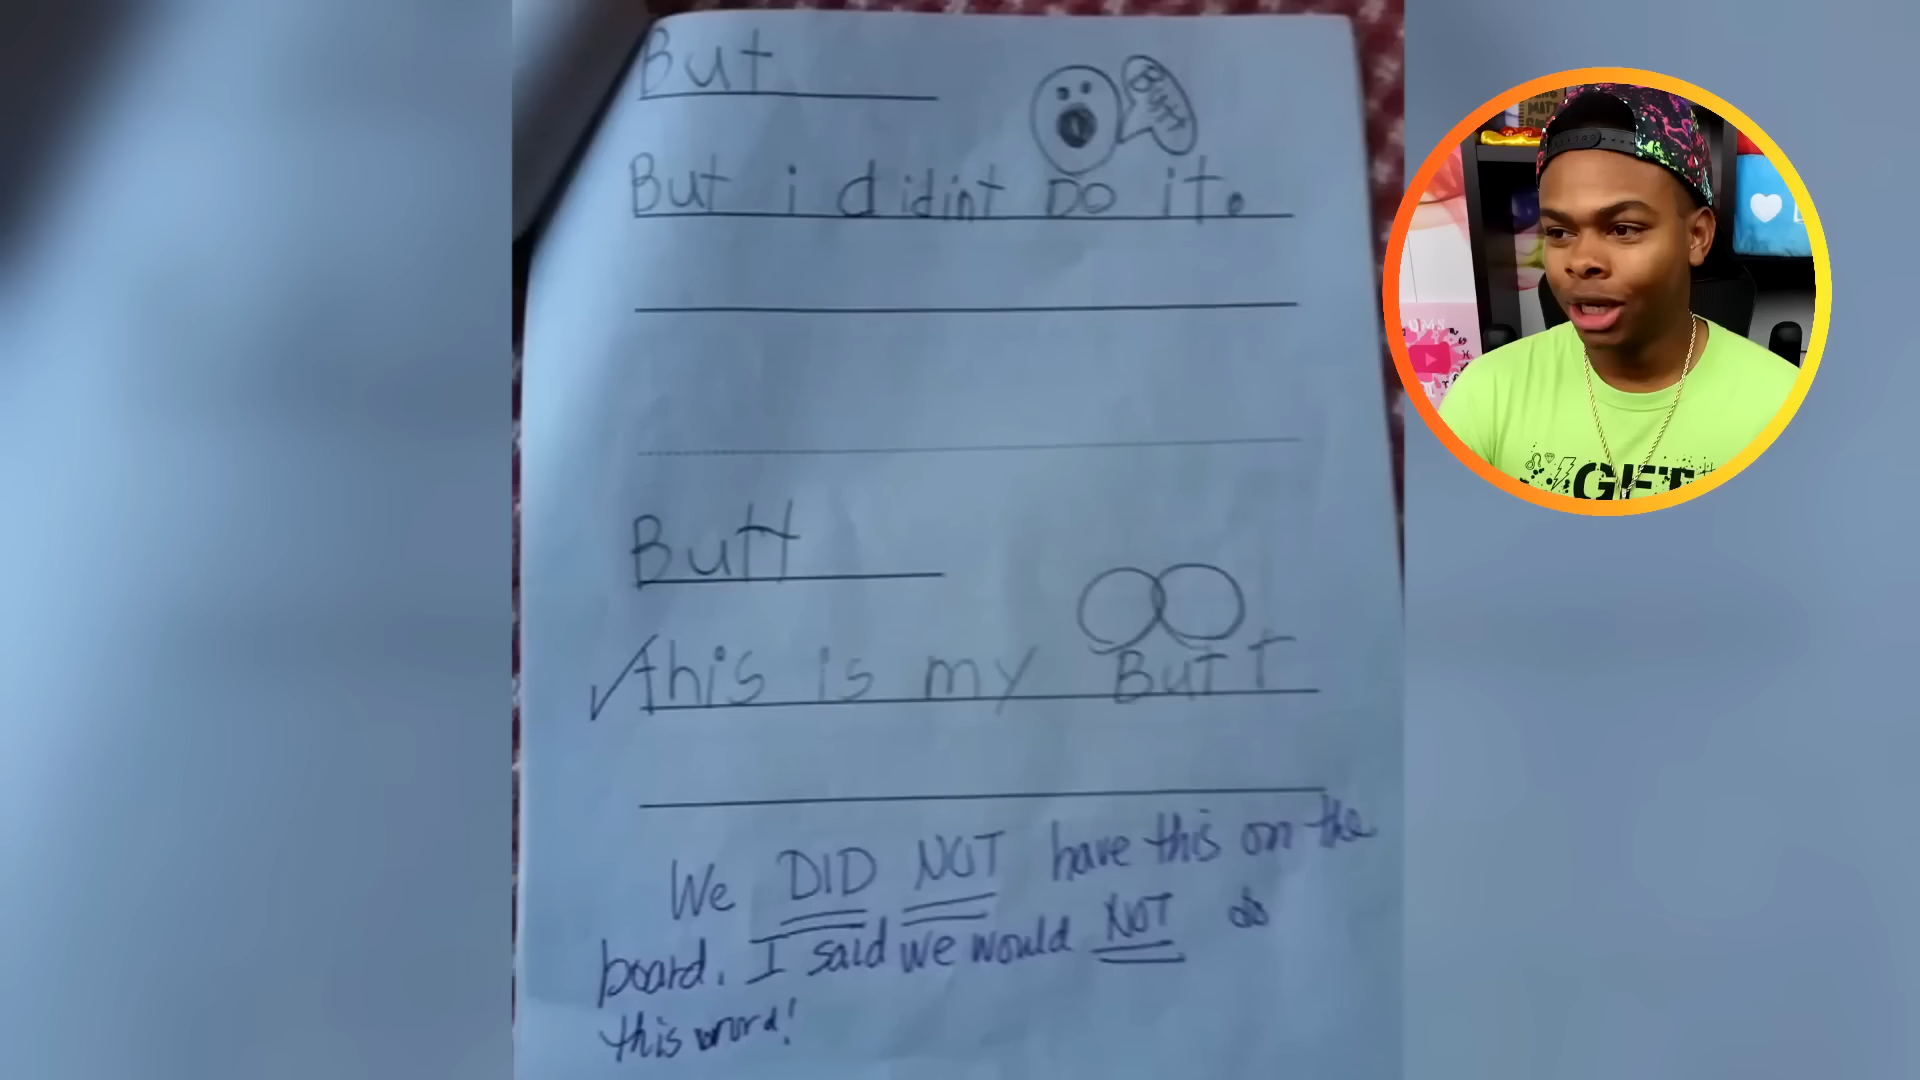 But
Butt
But i didint DO it.
Butt
this is my Butt
We DID NOT have this on the
board. I said we would NOT do
this word!